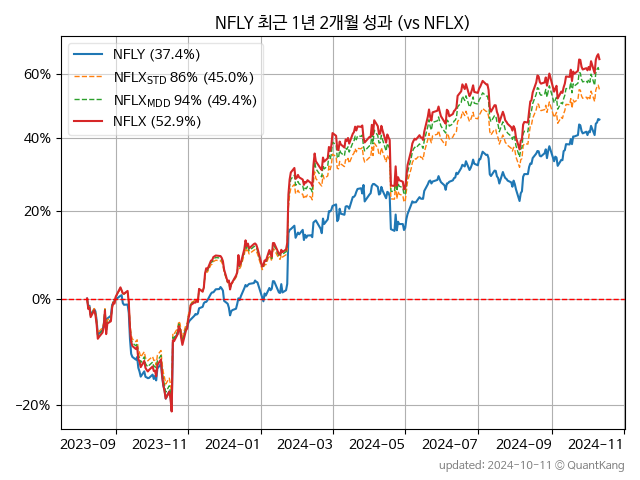 NFLY 최근 1년 2개월 성과 (vs NFLX)
NFLY (37.4%)
NFLX_STD 86% (45.0%)
NFLX_MDD 94% (49.4%)
NFLX (52.9%)
60%
40%
20%
0%
−20%
2023-09 2023-11 2024-01 2024-03 2024-05 2024-07 2024-09 2024-11
updated: 2024-10-11 © QuantKang